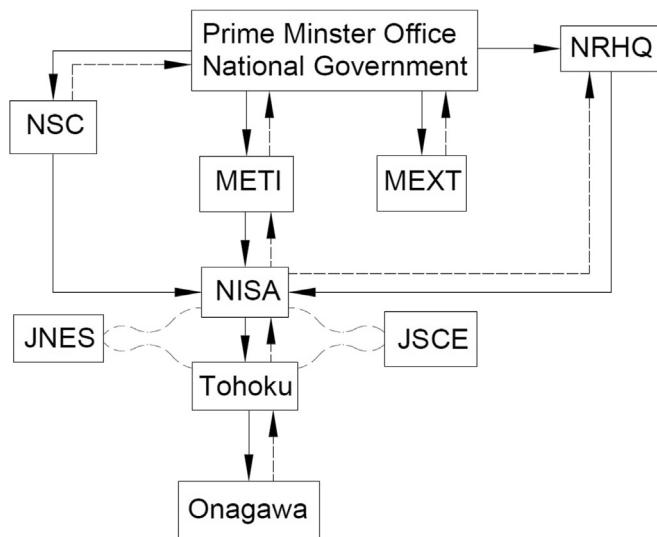 Prime Minster Office
National Government
NRHQ
NSC
METI
MEXT
NISA
JNES
JSCE
Tohoku
Onagawa